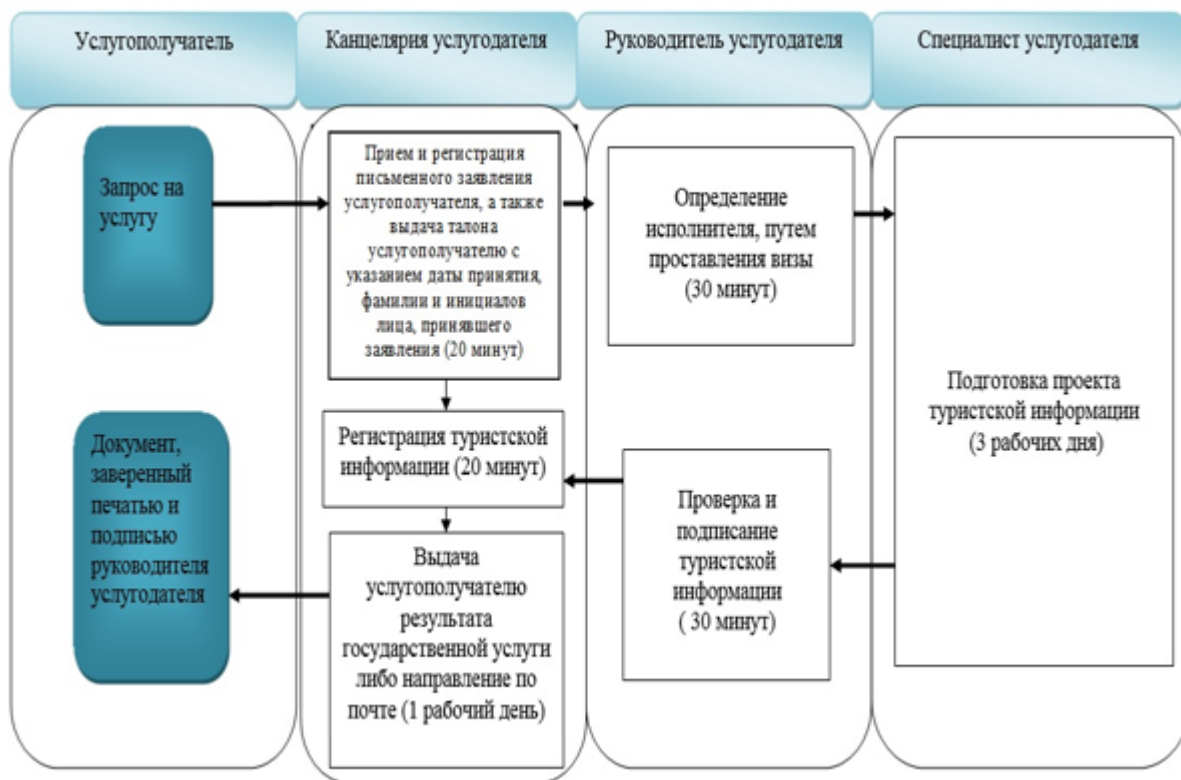 Услугополучатель
Канцелярия услугодателя
Руководитель услугодателя
Специалист услугодателя
Запрос на
услугу
Прием и регистрация
письменного заявления
услугополучателя, а также
выдача талона
услугополучателю с
указанием даты принятия,
фамилии и инициалов
лица, принявшего
заявления (20 минут)
Определение
исполнителя, путем
проставления визы
(30 минут)
Подготовка проекта
туристской информации
(3 рабочих дня)
Проверка и
подписание
туристской
информации
( 30 минут)
Регистрация туристской
информации (20 минут)
Выдача
услугополучателю
результата
государственной услуги
либо направление по
почте (1 рабочий день)
Документ,
заверенный
печатью и
подписью
руководителя
услугодателя